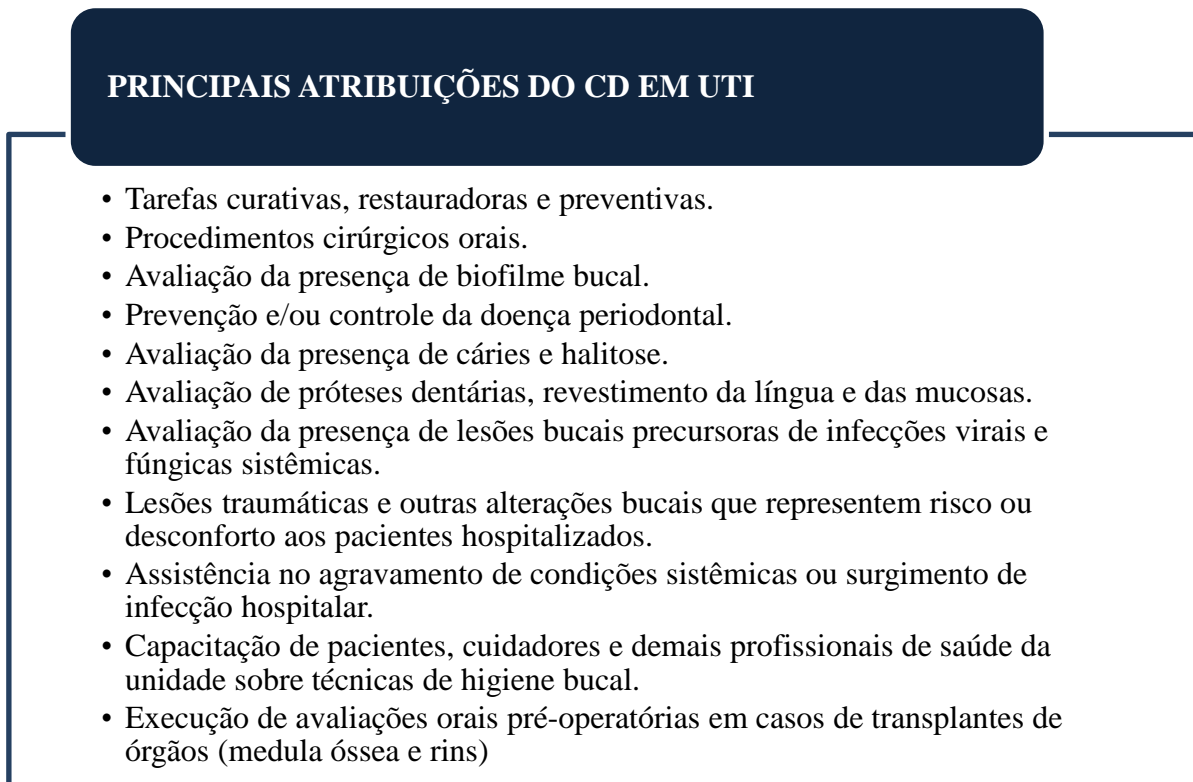 PRINCIPAIS ATRIBUIÇÕES DO CD EM UTI
• Tarefas curativas, restauradoras e preventivas.
• Procedimentos cirúrgicos orais.
• Avaliação da presença de biofilme bucal.
• Prevenção e/ou controle da doença periodontal.
• Avaliação da presença de cáries e halitose.
• Avaliação de próteses dentárias, revestimento da língua e das mucosas.
• Avaliação da presença de lesões bucais precursoras de infecções virais e
fúngicas sistêmicas.
• Lesões traumáticas e outras alterações bucais que representem risco ou
desconforto aos pacientes hospitalizados.
• Assistência no agravamento de condições sistêmicas ou surgimento de
infecção hospitalar.
• Capacitação de pacientes, cuidadores e demais profissionais de saúde da
unidade sobre técnicas de higiene bucal.
• Execução de avaliações orais pré-operatórias em casos de transplantes de
órgãos (medula óssea e rins)